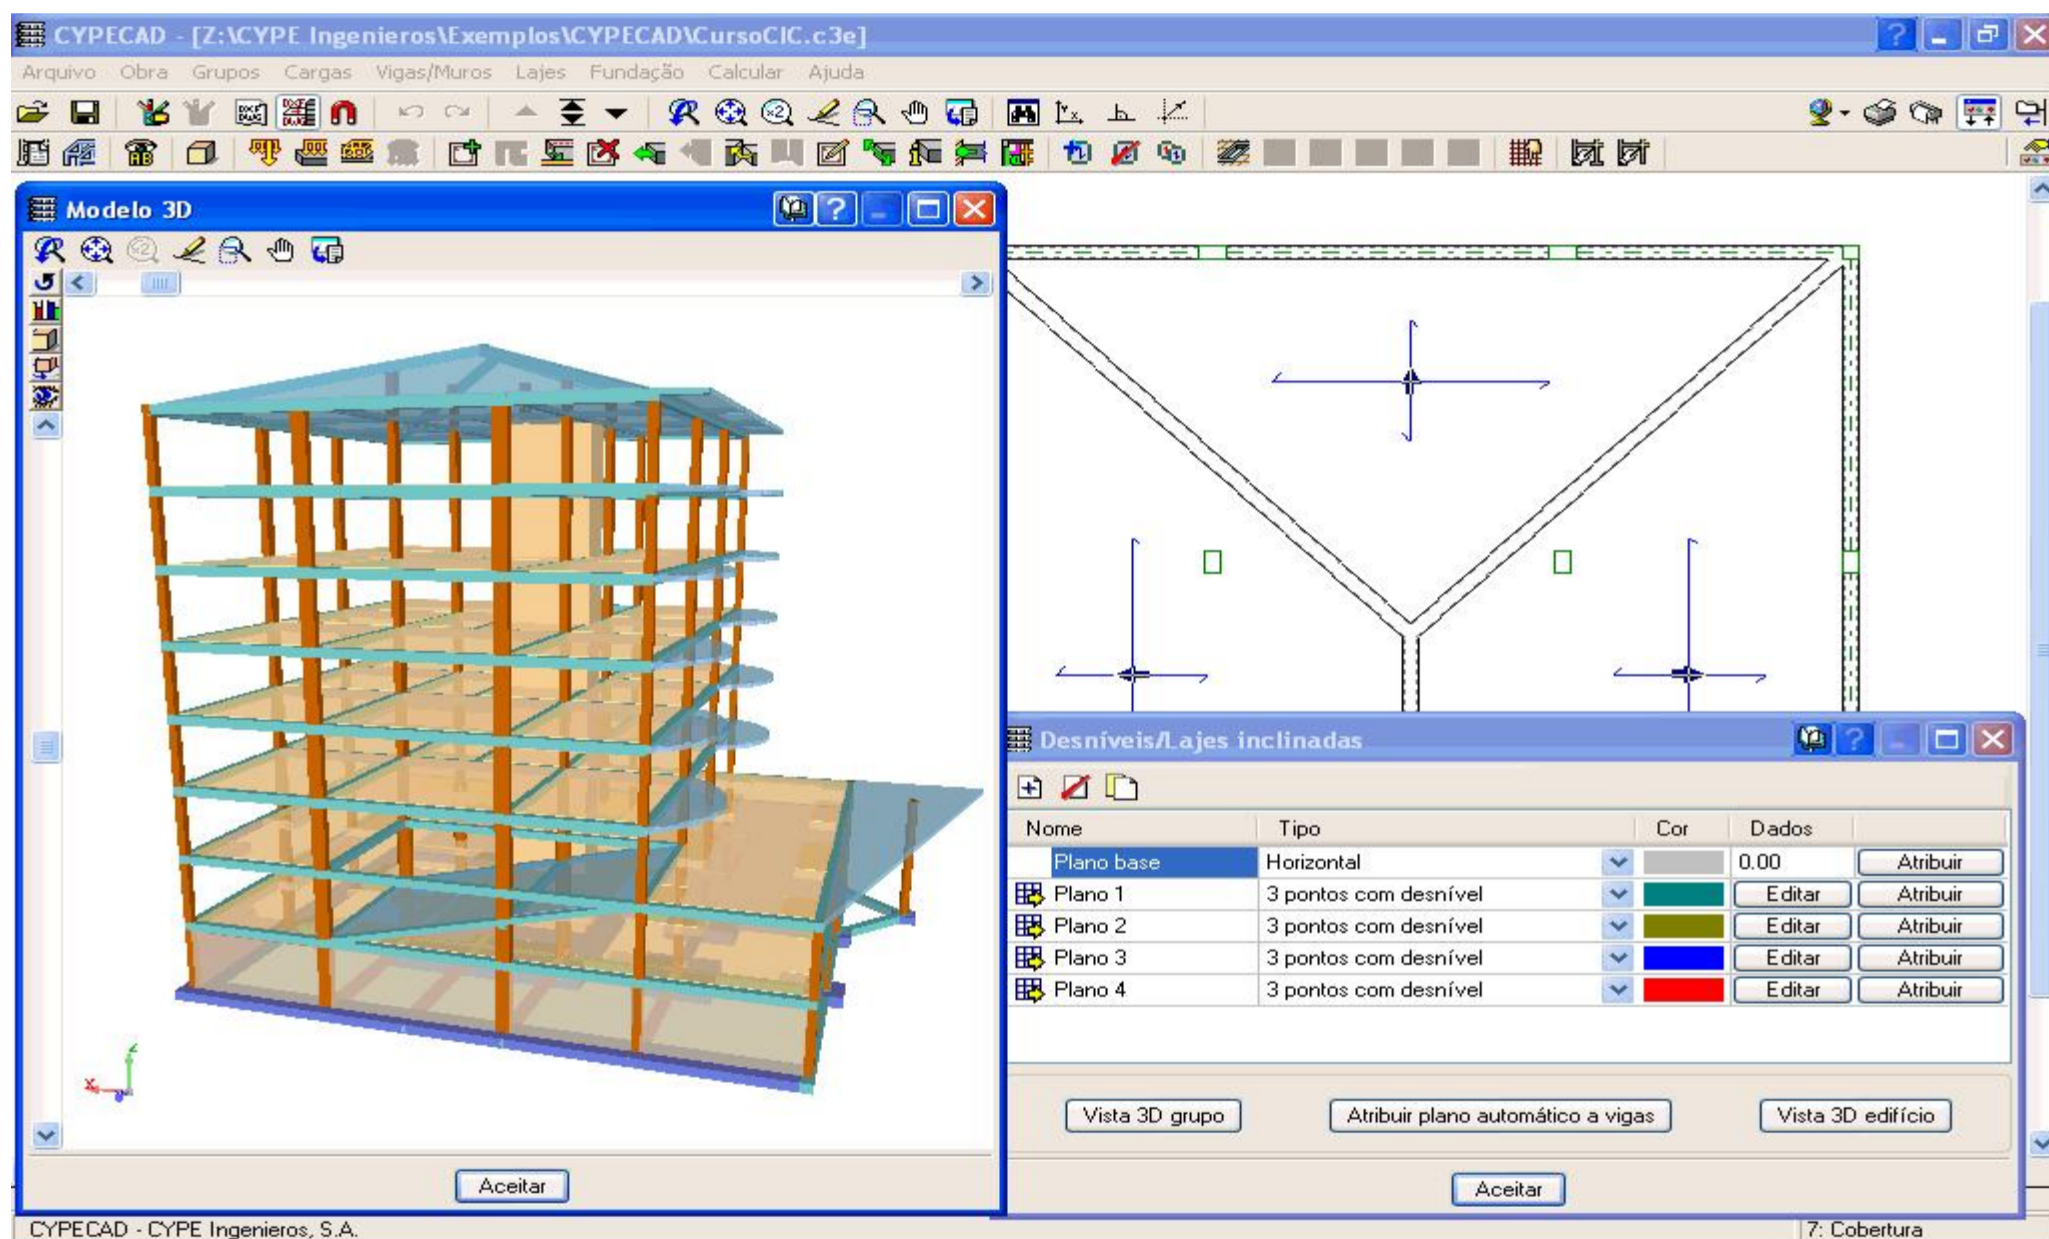 CYPECAD - [Z:\CYPE Ingenieros\Exemplos\CYPECAD\CursoCIC.c3e]
Arquivo Obra Grupos Cargas Vigas/Muros Lajes Fundação Calcular Ajuda
Modelo 3D
Desníveis/Lajes inclinadas
Nome Tipo Cor Dados
Plano base Horizontal 0.00 Atribuir
Plano 1 3 pontos com desnível Editar Atribuir
Plano 2 3 pontos com desnível Editar Atribuir
Plano 3 3 pontos com desnível Editar Atribuir
Plano 4 3 pontos com desnível Editar Atribuir
Vista 3D grupo Atribuir plano automático a vigas Vista 3D edifício
Aceitar Aceitar
CYPECAD - CYPE Ingenieros, S.A. 7: Cobertura